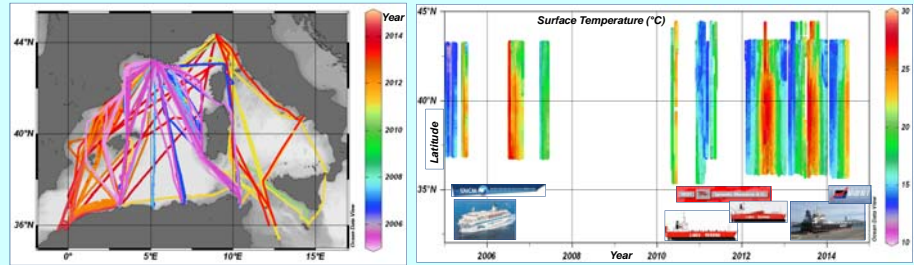 Year
44°N
40°N
36°N
0°
5°E
10°E
15°E
2014
2012
2010
2008
2006
Ocean Data View
Surface Temperature (°C)
45°N
40°N
35°N
Latitude
2006
2008
2010
2012
2014
Year
30
25
20
15
10
Ocean Data View